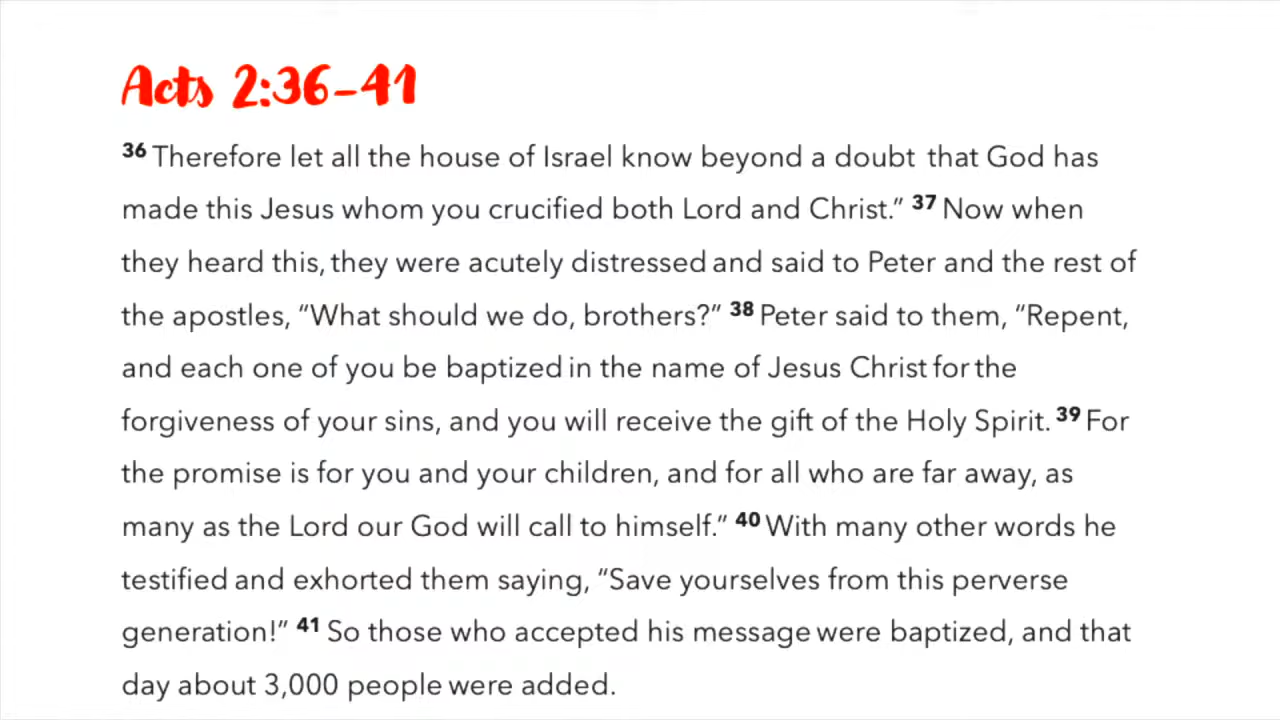 Acts 2:36-41
36 Therefore let all the house of Israel know beyond a doubt that God has
made this Jesus whom you crucified both Lord and Christ.” 37 Now when
they heard this, they were acutely distressed and said to Peter and the rest of
the apostles, “What should we do, brothers?” 38 Peter said to them, “Repent,
and each one of you be baptized in the name of Jesus Christ for the
forgiveness of your sins, and you will receive the gift of the Holy Spirit. 39 For
the promise is for you and your children, and for all who are far away, as
many as the Lord our God will call to himself.” 40 With many other words he
testified and exhorted them saying, “Save yourselves from this perverse
generation!” 41 So those who accepted his message were baptized, and that
day about 3,000 people were added.